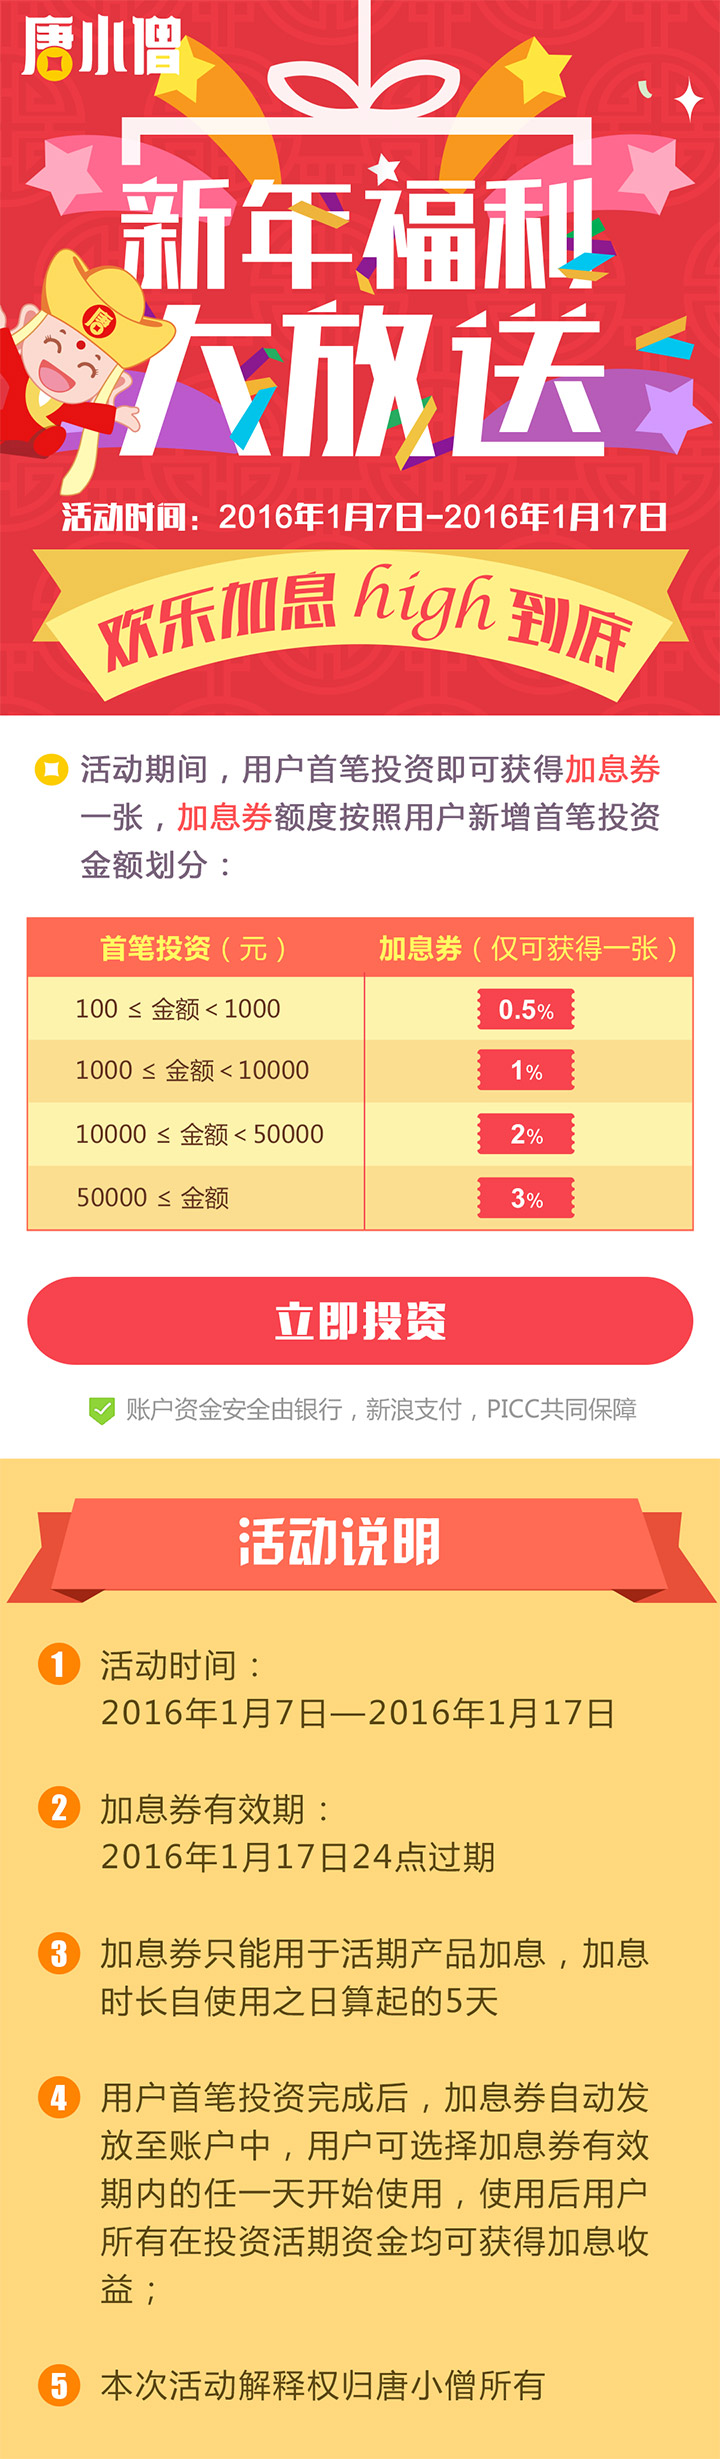 唐小僧
新年福利
大放送
唐
活动时间：2016年1月7日-2016年1月17日
欢乐加息high到底
活动期间，用户首笔投资即可获得加息券
一张，加息券额度按照用户新增首笔投资
金额划分：
首笔投资（元） 加息券（仅可获得一张）
100 ≤ 金额＜1000 0.5%
1000 ≤ 金额＜10000 1%
10000 ≤ 金额＜50000 2%
50000 ≤ 金额 3%
立即投资
账户资金安全由银行，新浪支付，PICC共同保障
活动说明
1 活动时间：
2016年1月7日—2016年1月17日
2 加息券有效期：
2016年1月17日24点过期
3 加息券只能用于活期产品加息，加息
时长自使用之日算起的5天
4 用户首笔投资完成后，加息券自动发
放至账户中，用户可选择加息券有效
期内的任一天开始使用，使用后用户
所有在投资活期资金均可获得加息收
益；
5 本次活动解释权归唐小僧所有